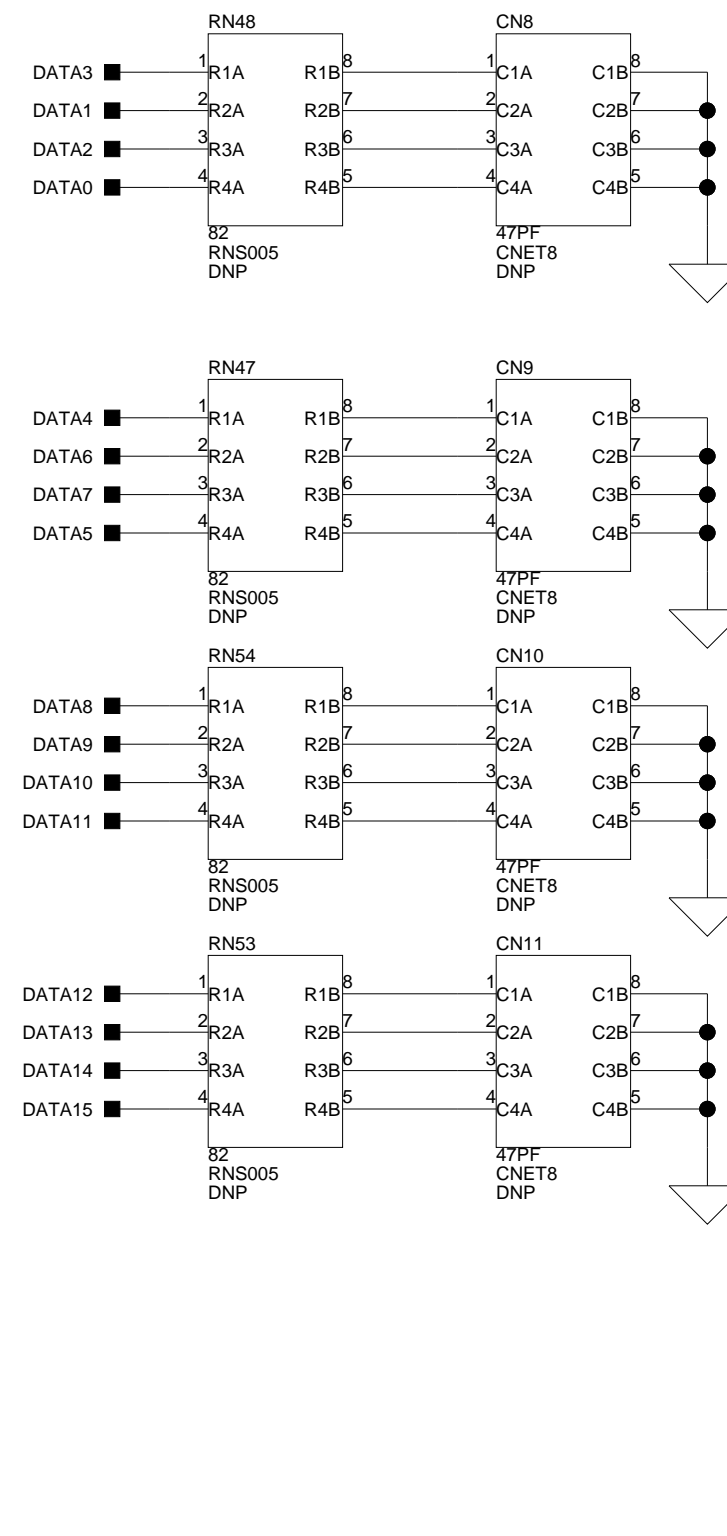 RN48 CN8
1 8 1 8
DATA3 R1A R1B C1A C1B
2 7 2 7
DATA1 R2A R2B C2A C2B
3 6 3 6
DATA2 R3A R3B C3A C3B
4 5 4 5
DATA0 R4A R4B C4A C4B
82 47PF
RNS005 CNET8
DNP DNP
RN47 CN9
1 8 1 8
DATA4 R1A R1B C1A C1B
2 7 2 7
DATA6 R2A R2B C2A C2B
3 6 3 6
DATA7 R3A R3B C3A C3B
4 5 4 5
DATA5 R4A R4B C4A C4B
82 47PF
RNS005 CNET8
DNP DNP
RN54 CN10
1 8 1 8
DATA8 R1A R1B C1A C1B
2 7 2 7
DATA9 R2A R2B C2A C2B
3 6 3 6
DATA10 R3A R3B C3A C3B
4 5 4 5
DATA11 R4A R4B C4A C4B
82 47PF
RNS005 CNET8
DNP DNP
RN53 CN11
1 8 1 8
DATA12 R1A R1B C1A C1B
2 7 2 7
DATA13 R2A R2B C2A C2B
3 6 3 6
DATA14 R3A R3B C3A C3B
4 5 4 5
DATA15 R4A R4B C4A C4B
82 47PF
RNS005 CNET8
DNP DNP